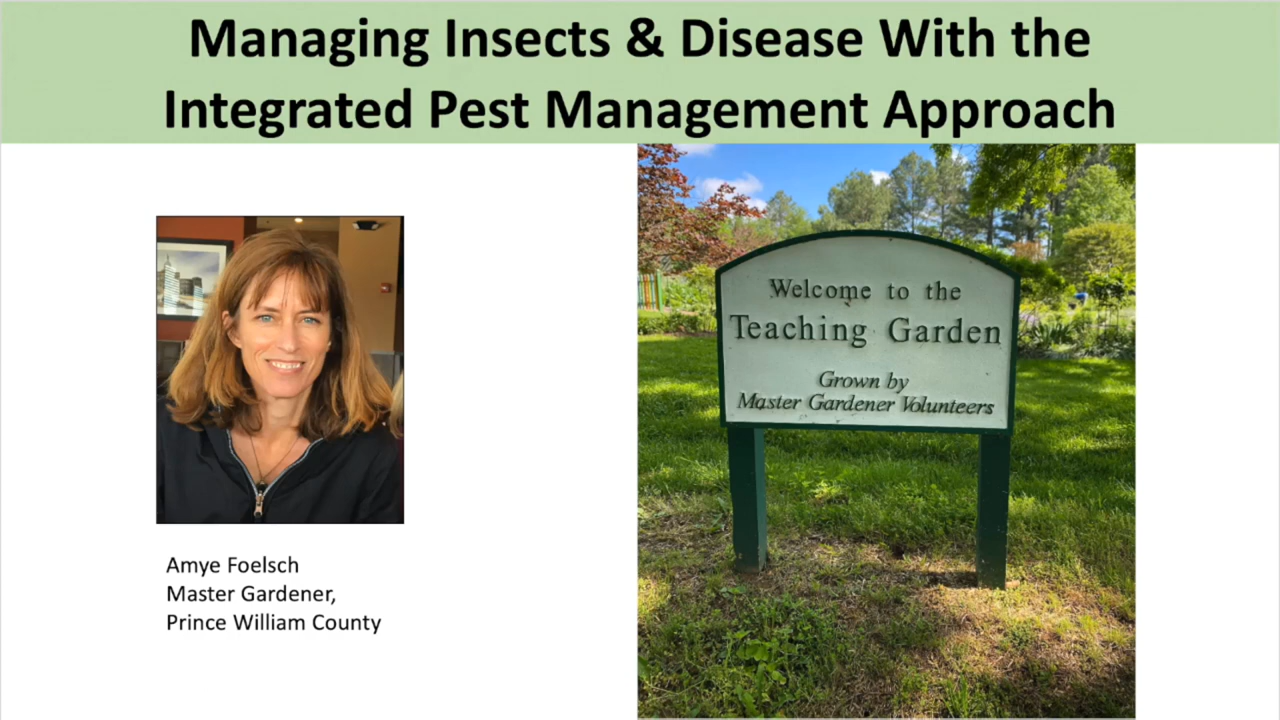 Managing Insects & Disease With the
Integrated Pest Management Approach
Welcome to the
Teaching Garden
Grown by
Master Gardener Volunteers
Amye Foelsch
Master Gardener,
Prince William County